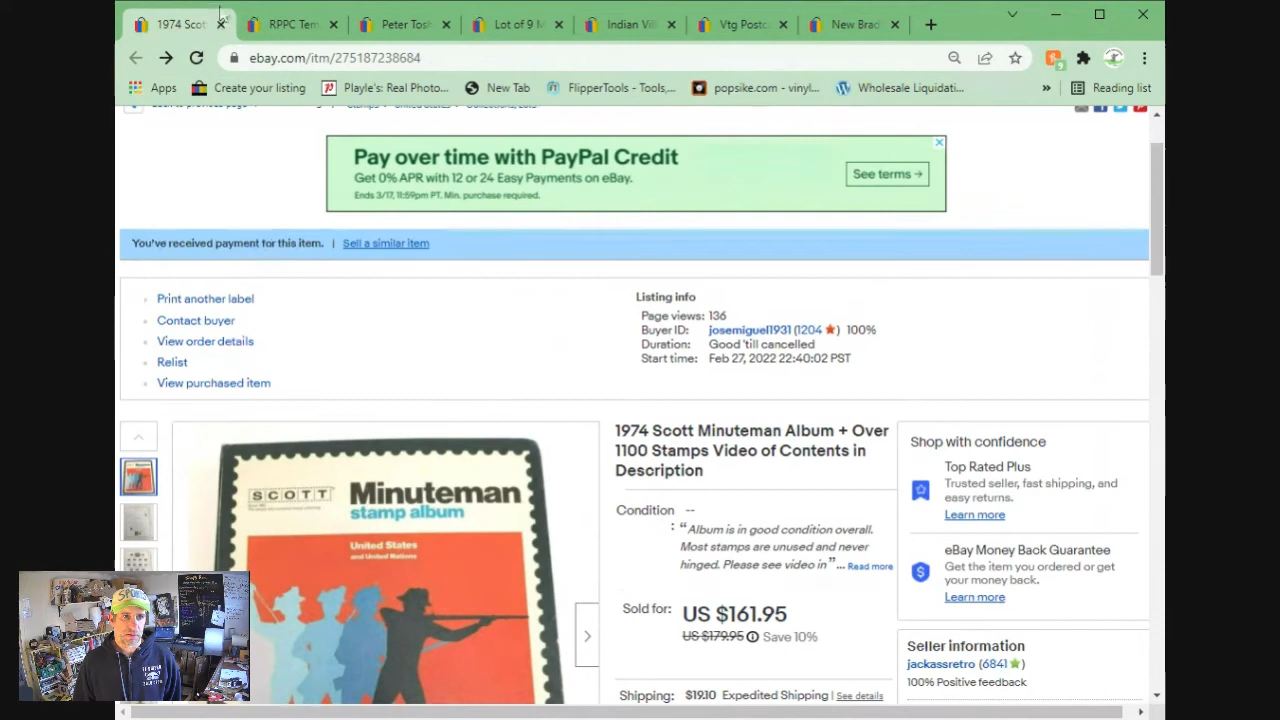 1974 Scot
RPPC Tem
Peter Tosh
Lot of 9 M
Indian Vil
Vtg Postc
New Brad
ebay.com/itm/275187238684
9
Apps
Create your listing
Playle's: Real Photo...
New Tab
FlipperTools - Tools,...
popsike.com - vinyl...
Wholesale Liquidati...
»
Reading list
Pay over time with PayPal Credit
Get 0% APR with 12 or 24 Easy Payments on eBay.
Ends 3/17, 11:59pm PT. Min. purchase required.
See terms →
You've received payment for this item. | Sell a similar item
Print another label
Contact buyer
View order details
Relist
View purchased item
Listing info
Page views: 136
Buyer ID: josemiguel1931 (1204 ★) 100%
Duration: Good 'till cancelled
Start time: Feb 27, 2022 22:40:02 PST
SCOTT Minuteman
stamp album
United States
and United Nations
1974 Scott Minuteman Album + Over
1100 Stamps Video of Contents in
Description
Condition --
: “Album is in good condition overall.
Most stamps are unused and never
hinged. Please see video in” ... Read more
Sold for: US $161.95
US $179.95 Save 10%
Shipping: $19.10 Expedited Shipping | See details
Shop with confidence
Top Rated Plus
Trusted seller, fast shipping, and
easy returns.
Learn more
eBay Money Back Guarantee
Get the item you ordered or get
your money back.
Learn more
Seller information
jackassretro (6841 ★)
100% Positive feedback